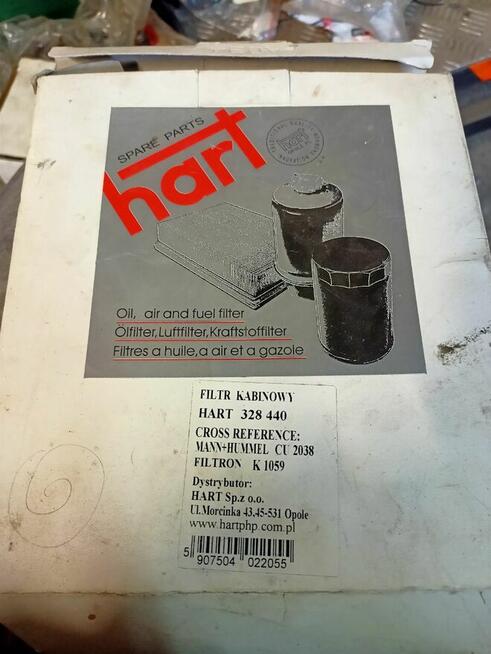 SPARE PARTS
hart
Oil, air and fuel filter
Ölfilter, Luftfilter, Kraftstoffilter
Filtres a huile, a air et a gazole
FILTR KABINOWY
HART 328 440
CROSS REFERENCE:
MANN+HUMMEL CU 2038
FILTRON K 1059
Dystrybutor:
HART Sp.z o.o.
Ul.Morcinka 43,45-531 Opole
www.hartphp.com.pl
5 907504 022055